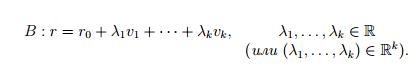 B : r = r₀ + λ₁v₁ + ⋯ + λₖvₖ, λ₁, …, λₖ ∈ ℝ
(или (λ₁, …, λₖ) ∈ ℝᵏ).